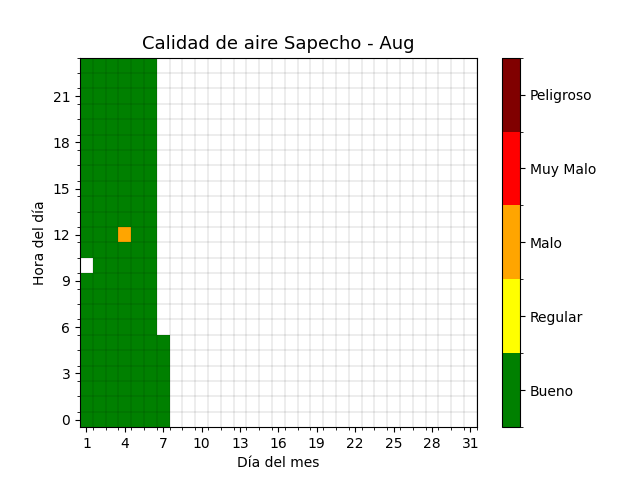 Calidad de aire Sapecho - Aug
Hora del día
21
18
15
12
9
6
3
0
1 4 7 10 13 16 19 22 25 28 31
Día del mes
Peligroso
Muy Malo
Malo
Regular
Bueno